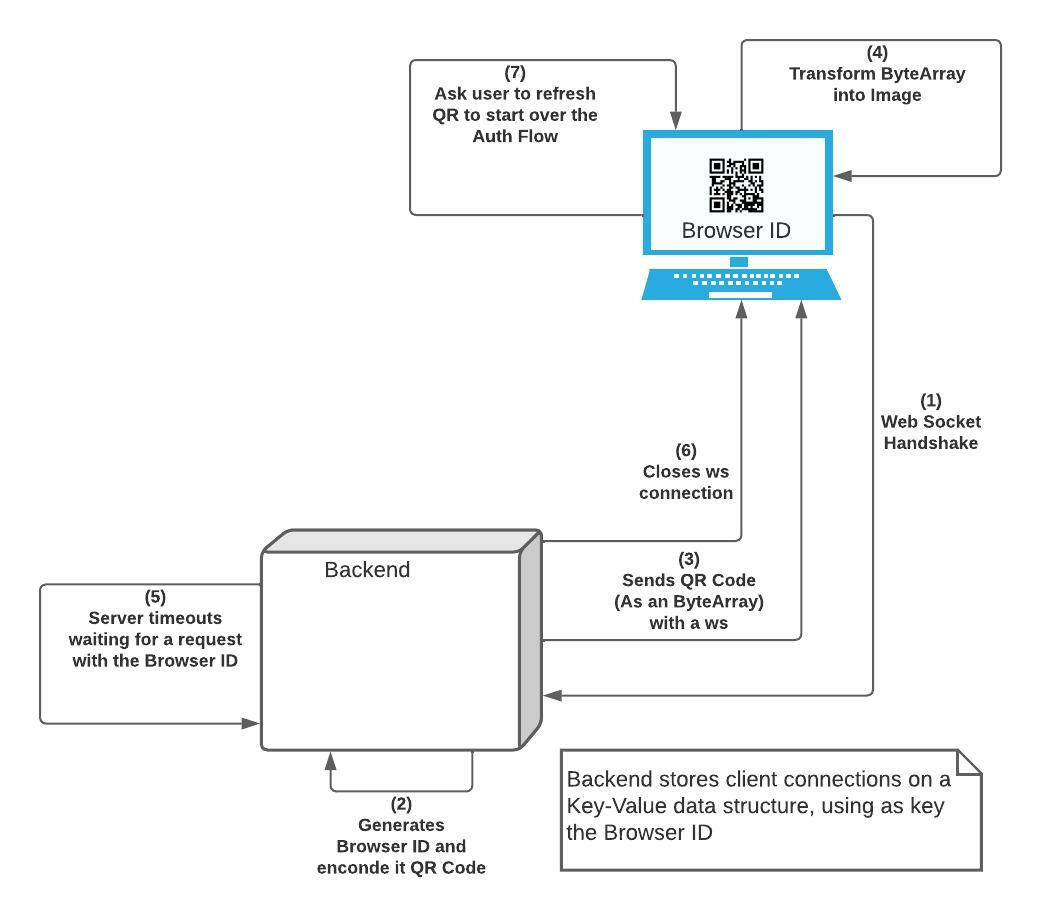 (7)
Ask user to refresh
QR to start over the
Auth Flow
(4)
Transform ByteArray
into Image
Browser ID
(1)
Web Socket
Handshake
(6)
Closes ws
connection
(3)
Sends QR Code
(As an ByteArray)
with a ws
Backend
(5)
Server timeouts
waiting for a request
with the Browser ID
(2)
Generates
Browser ID and
enconde it QR Code
Backend stores client connections on a
Key-Value data structure, using as key
the Browser ID